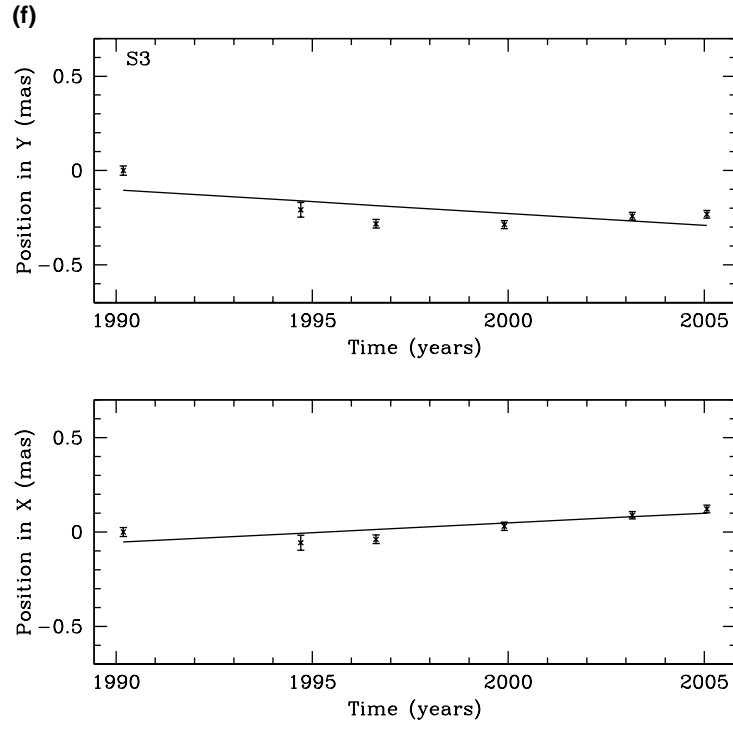 (f)
S3
Position in Y (mas)
0.5
0
−0.5
1990 1995 2000 2005
Time (years)
Position in X (mas)
0.5
0
−0.5
1990 1995 2000 2005
Time (years)